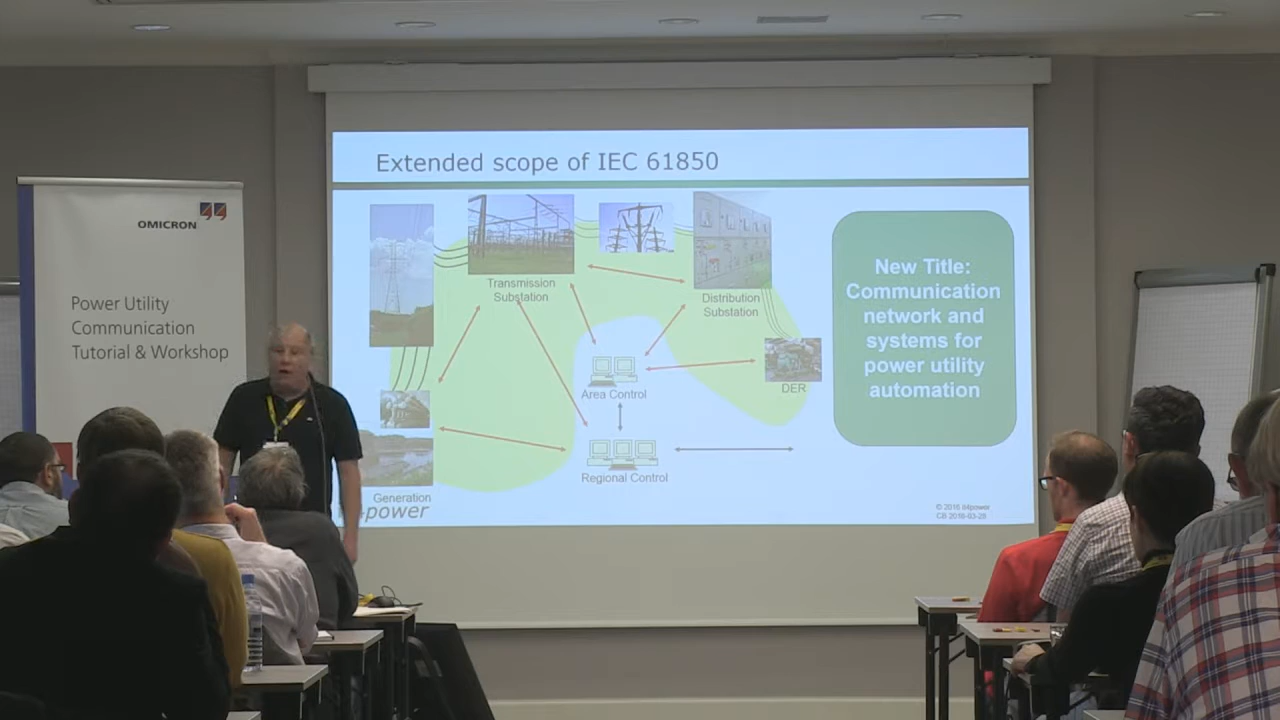 OMICRON
Power Utility
Communication
Tutorial & Workshop
Extended scope of IEC 61850
Transmission
Substation
Distribution
Substation
DER
Area Control
Regional Control
Generation
power
New Title:
Communication
network and
systems for
power utility
automation